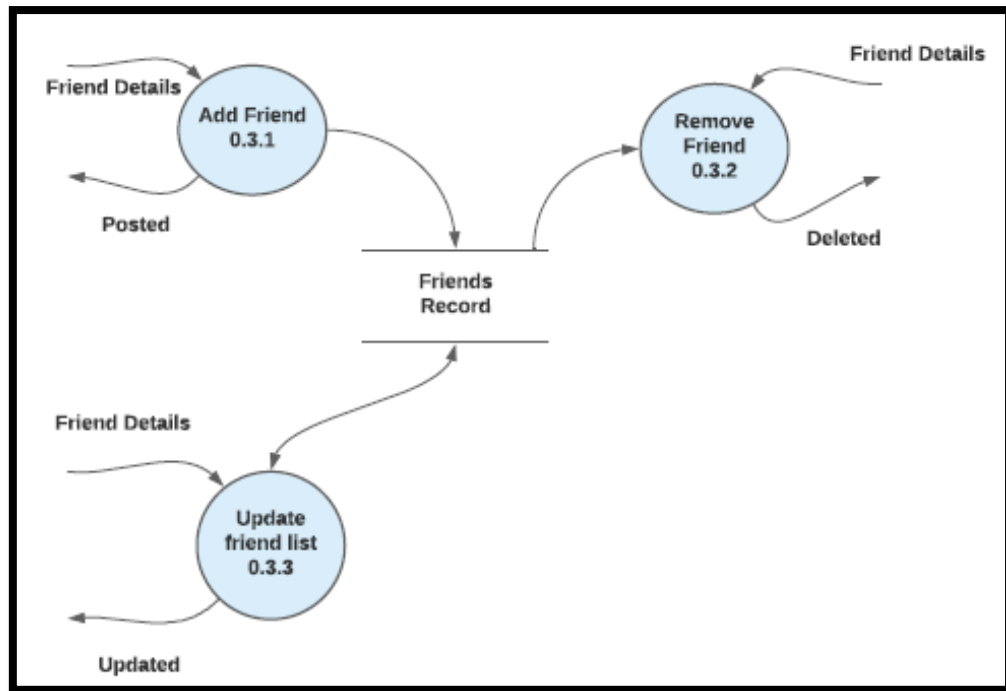 Friend Details
Add Friend
0.3.1
Posted
Friend Details
Remove
Friend
0.3.2
Deleted
Friends
Record
Friend Details
Update
friend list
0.3.3
Updated